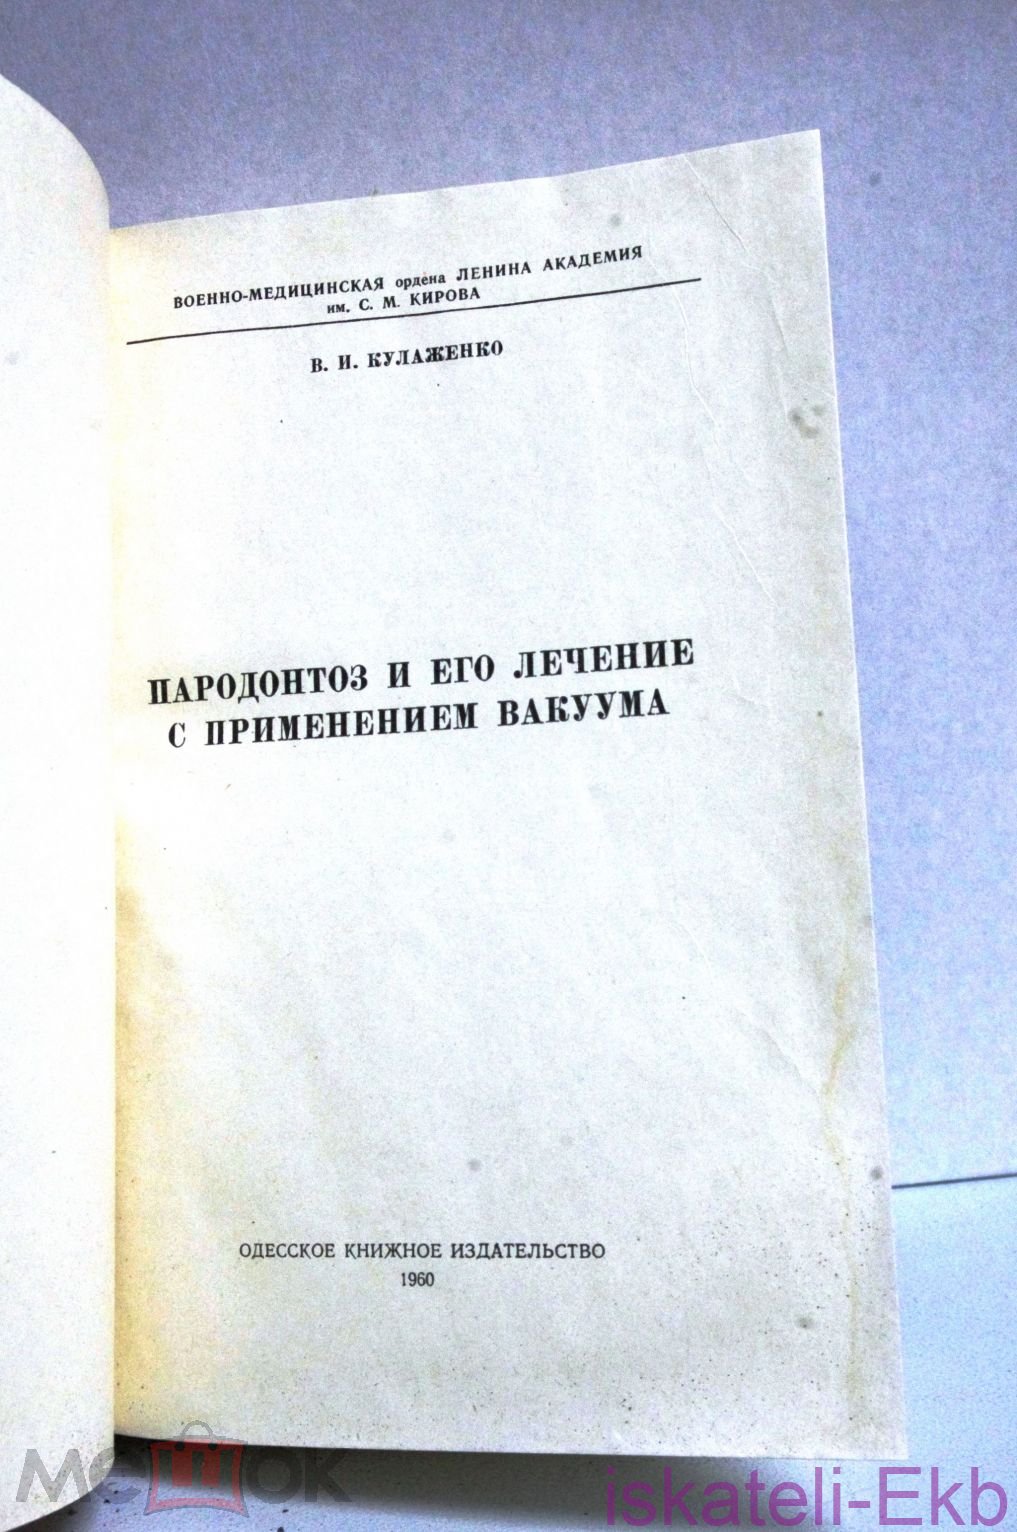 ВОЕННО-МЕДИЦИНСКАЯ ордена ЛЕНИНА АКАДЕМИЯ
им. С. М. КИРОВА
В. И. КУЛАЖЕНКО
ПАРОДОНТОЗ И ЕГО ЛЕЧЕНИЕ
С ПРИМЕНЕНИЕМ ВАКУУМА
ОДЕССКОЕ КНИЖНОЕ ИЗДАТЕЛЬСТВО
1960
мешок
iskateli-Ekb